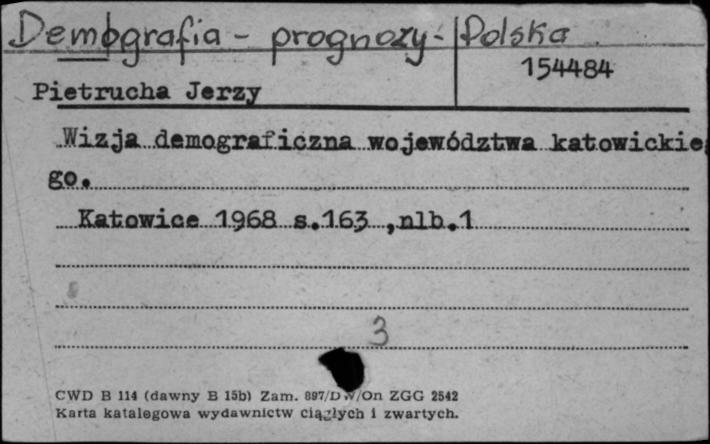 Demografia - prognozy - Polska
154484
Pietrucha Jerzy
Wizja demograficzna województwa katowickie
go.
Katowice 1968 s.163 ,nlb.1
3
CWD B 114 (dawny B 15b) Zam. 897/DW/On ZGG 2542
Karta katalogowa wydawnictw ciągłych i zwartych.